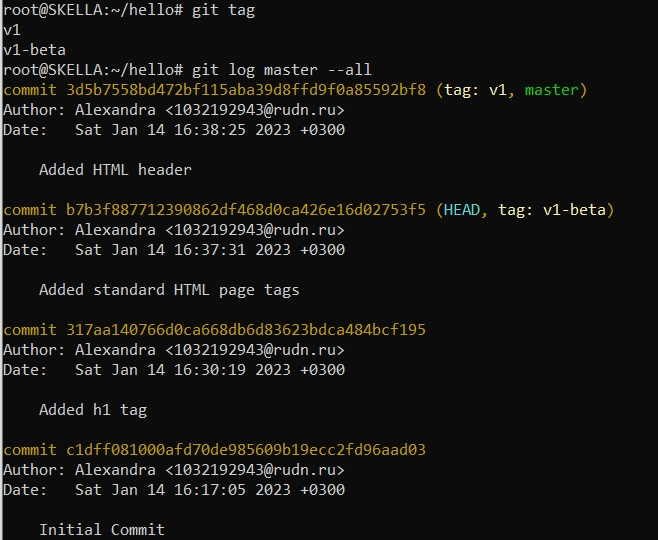 root@SKELLA:~/hello# git tag
v1
v1-beta
root@SKELLA:~/hello# git log master --all
commit 3d5b7558bd472bf115aba39d8ffd9f0a85592bf8 (tag: v1, master)
Author: Alexandra <1032192943@rudn.ru>
Date:   Sat Jan 14 16:38:25 2023 +0300
    Added HTML header
commit b7b3f887712390862df468d0ca426e16d02753f5 (HEAD, tag: v1-beta)
Author: Alexandra <1032192943@rudn.ru>
Date:   Sat Jan 14 16:37:31 2023 +0300
    Added standard HTML page tags
commit 317aa140766d0ca668db6d83623bdca484bcf195
Author: Alexandra <1032192943@rudn.ru>
Date:   Sat Jan 14 16:30:19 2023 +0300
    Added h1 tag
commit c1dff081000afd70de985609b19ecc2fd96aad03
Author: Alexandra <1032192943@rudn.ru>
Date:   Sat Jan 14 16:17:05 2023 +0300
    Initial Commit